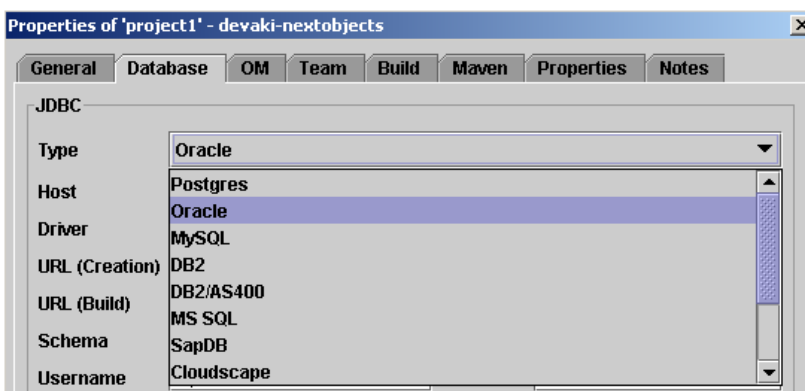 Properties of 'project1' - devaki-nextobjects
General Database OM Team Build Maven Properties Notes
JDBC
Type Oracle
Host Postgres
Oracle
Driver MySQL
URL (Creation) DB2
URL (Build) DB2/AS400
MS SQL
Schema SapDB
Username Cloudscape